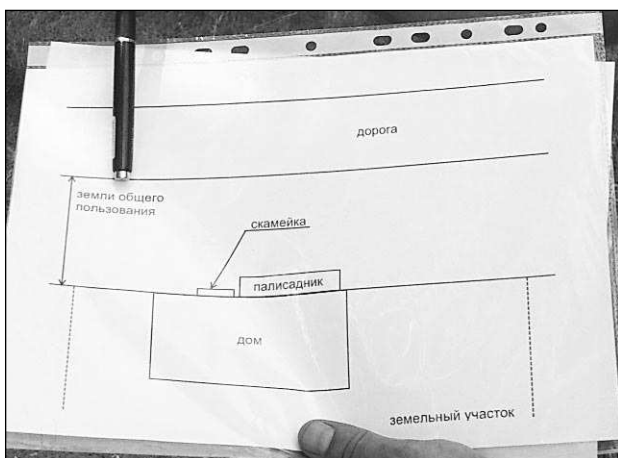 дорога
земли общего
пользования
скамейка
палисадник
дом
земельный участок